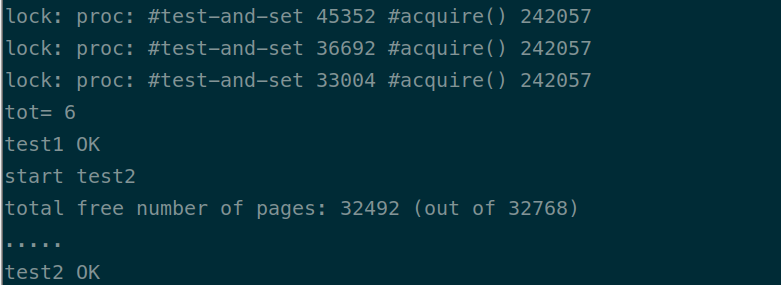 lock: proc: #test-and-set 45352 #acquire() 242057
lock: proc: #test-and-set 36692 #acquire() 242057
lock: proc: #test-and-set 33004 #acquire() 242057
tot= 6
test1 OK
start test2
total free number of pages: 32492 (out of 32768)
.....
test2 OK